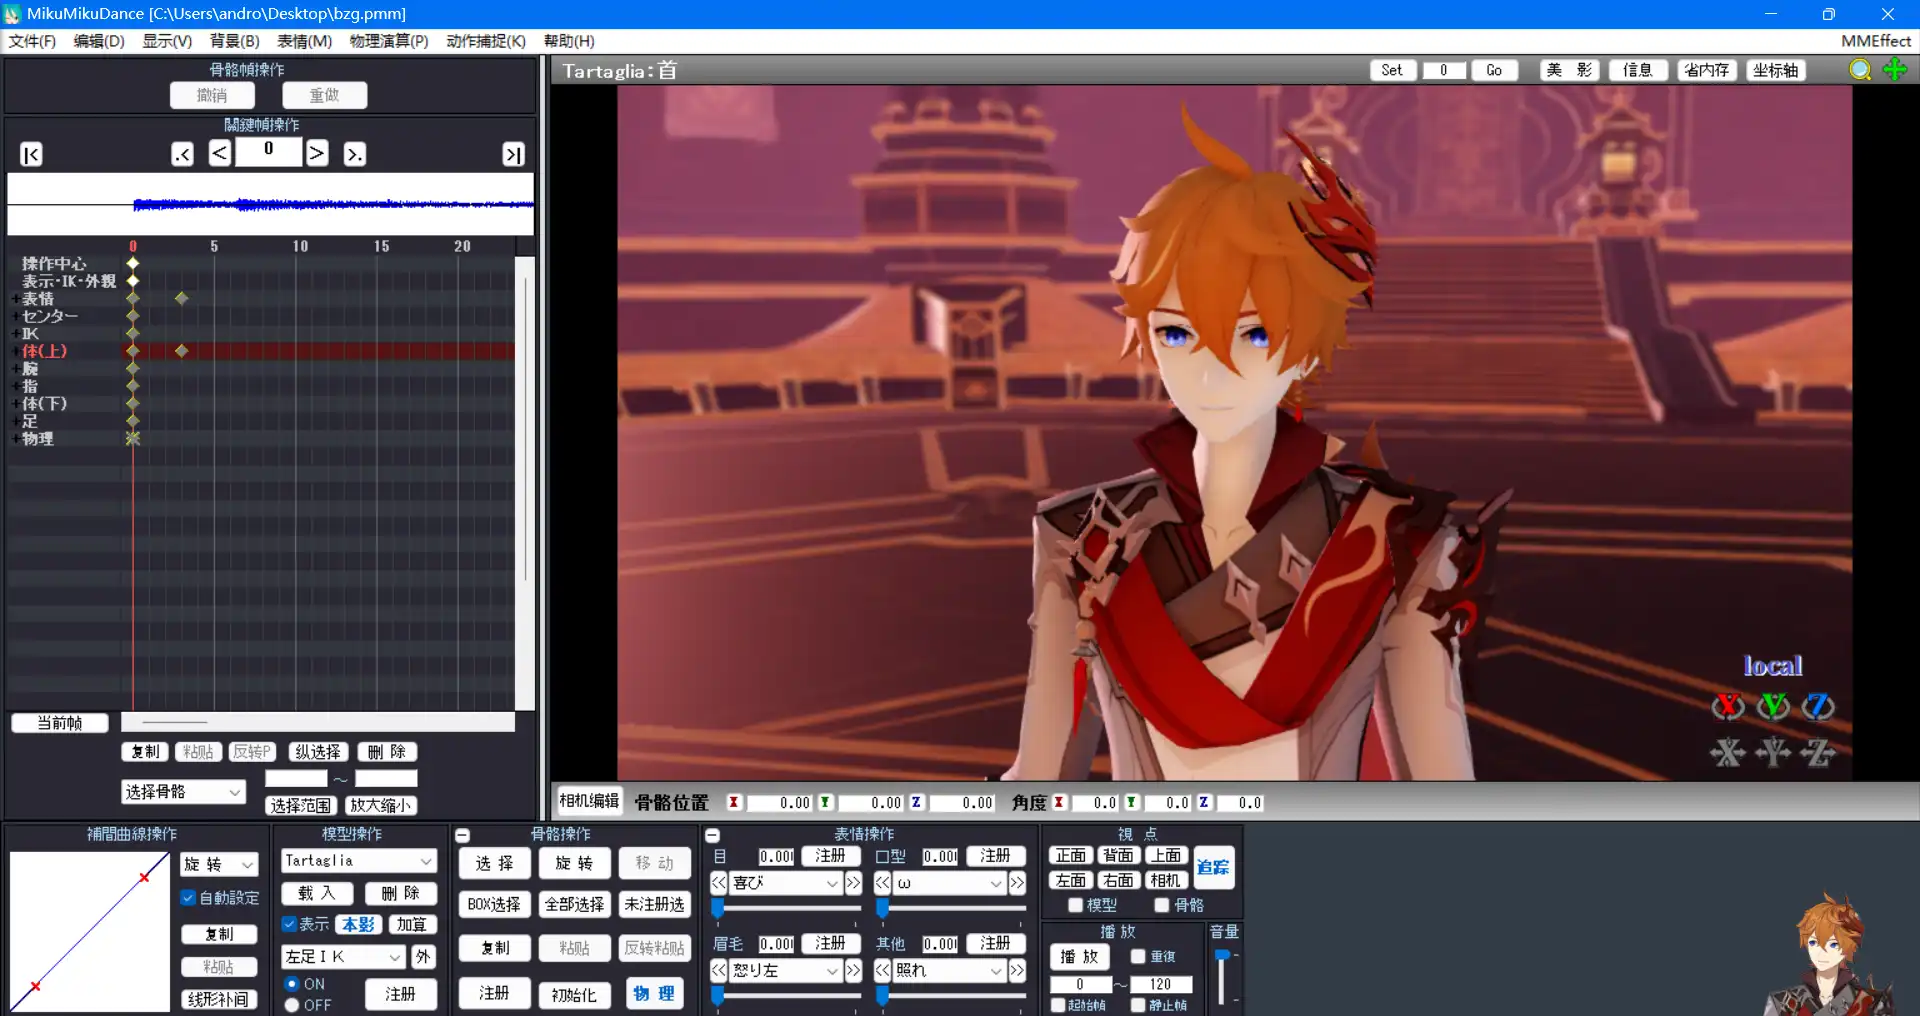 MikuMikuDance [C:\Users\andro\Desktop\bzg.pmm]
文件(F) 编辑(D) 显示(V) 背景(B) 表情(M) 物理演算(P) 动作捕捉(K) 帮助(H) MMEffect
骨骼幀操作
撤销 重做
關鍵幀操作
|< .< < 0 > >. >|
0 5 10 15 20
操作中心
表示・IK・外観
+表情
+センター
+IK
+体(上)
+腕
+指
+体(下)
+足
+物理
当前帧
复制 粘贴 反转P 纵选择 删 除
选择骨骼 ～
选择范围 放大缩小
Tartaglia:首 Set 0 Go 美 影 信息 省内存 坐标轴
local
X Y Z
X Y Z
相机编辑 骨骼位置 X 0.00 Y 0.00 Z 0.00 角度 X 0.0 Y 0.0 Z 0.0
補間曲線操作
旋 转
自動設定
复制
粘贴
线形补间
模型操作
Tartaglia
载 入 删 除
表示 本影 加算
左足ＩＫ 外
ON
OFF
注册
骨骼操作
选 择 旋 转 移 动
BOX选择 全部选择 未注册选
复制 粘贴 反转粘贴
注册 初始化 物 理
表情操作
目 0.00 注册 口型 0.00 注册
<< 喜び >> << ω >>
眉毛 0.00 注册 其他 0.00 注册
<< 怒り左 >> << 照れ >>
視 点
正面 背面 上面 追踪
左面 右面 相机
模型 骨骼
播 放 音量
播 放 重復
0 ～ 120
起始幀 静止幀